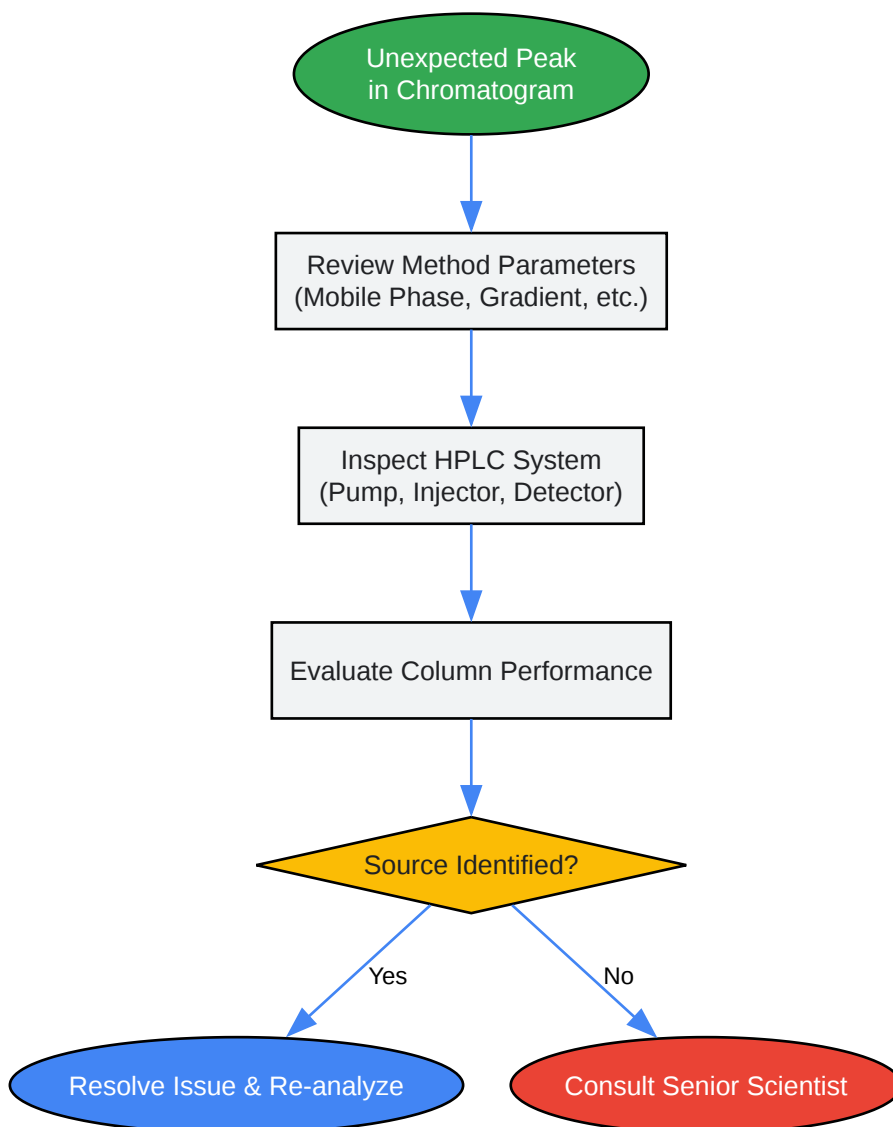 Unexpected Peak
in Chromatogram
Review Method Parameters
(Mobile Phase, Gradient, etc.)
Inspect HPLC System
(Pump, Injector, Detector)
Evaluate Column Performance
Source Identified?
Yes
No
Resolve Issue & Re-analyze
Consult Senior Scientist